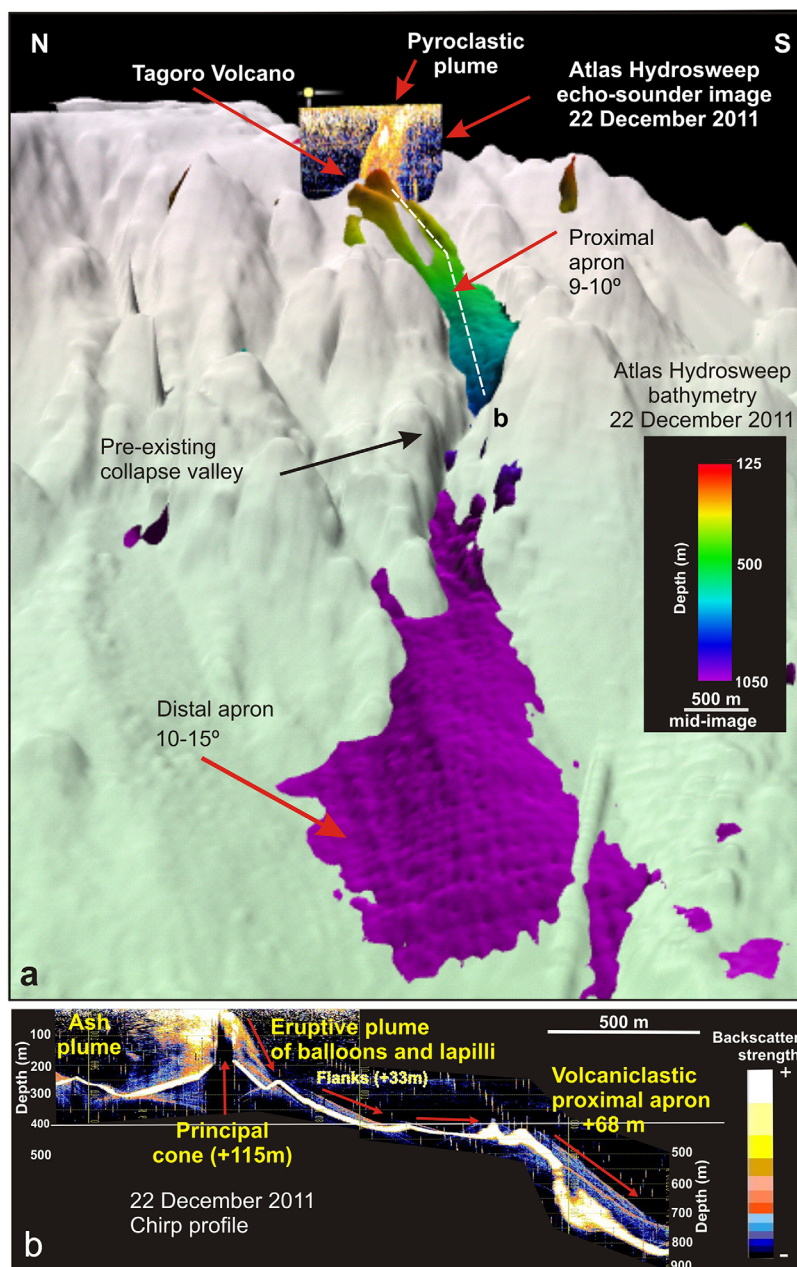 N
S
Pyroclastic
plume
Tagoro Volcano
Atlas Hydrosweep
echo-sounder image
22 December 2011
Proximal
apron
9-10º
Atlas Hydrosweep
bathymetry
22 December 2011
b
Pre-existing
collapse valley
125
500
1050
Depth (m)
500 m
mid-image
Distal apron
10-15º
a
Ash
plume
Eruptive plume
of balloons and lapilli
500 m
Backscatter
strength
+
-
Flanks (+33m)
Volcaniclastic
proximal apron
+68 m
Principal
cone (+115m)
Depth (m)
100
200
300
400
500
500
600
700
800
900
Depth (m)
22 December 2011
Chirp profile
b